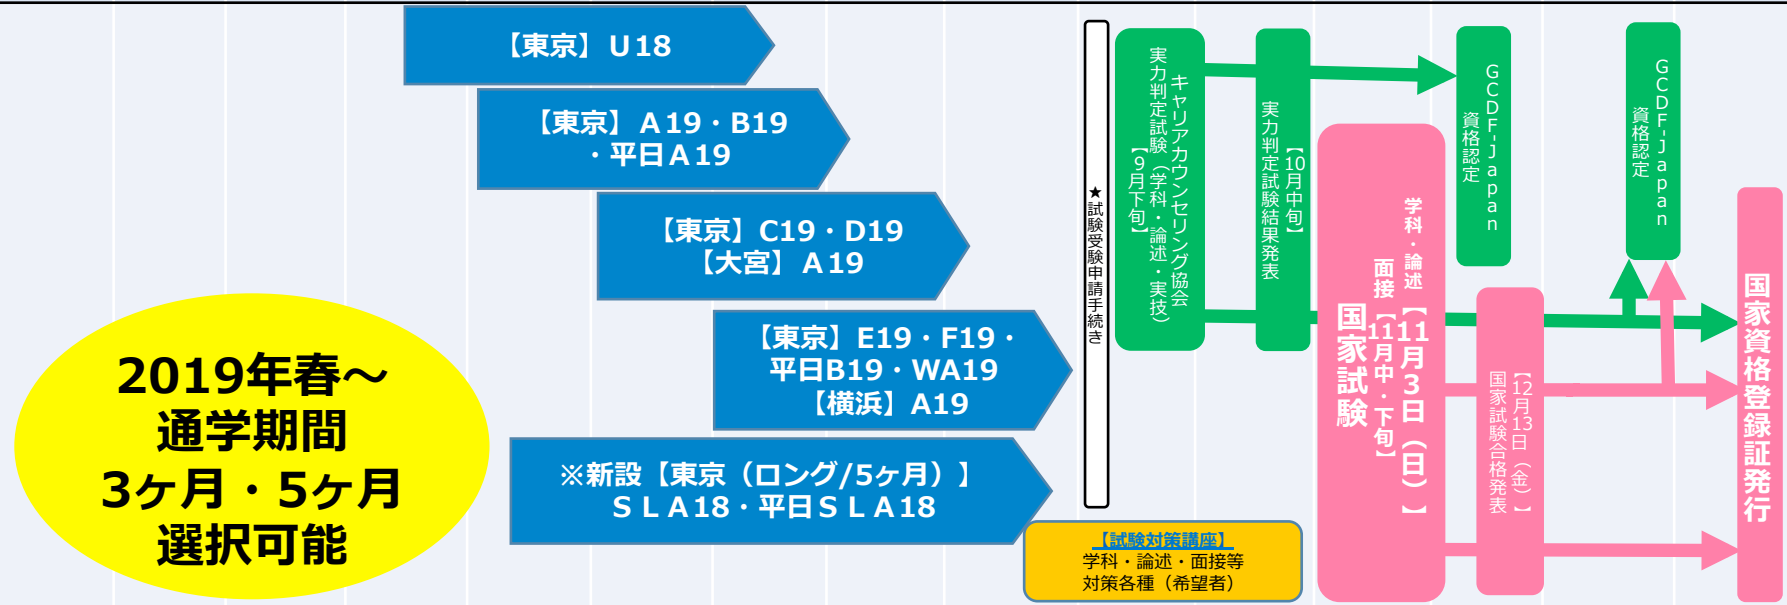 【東京】U18
【東京】A19・B19
・平日A19
【東京】C19・D19
【大宮】A19
【東京】E19・F19・
平日B19・WA19
【横浜】A19
※新設【東京（ロング/5ヶ月）】
SLA18・平日SLA18
2019年春～
通学期間
3ケ月・5ケ月
選択可能
★試験受験申請手続き
【試験対策講座】
学科・論述・面接等
対策各種（希望者）
キャリアカウンセリング協会
実力判定試験（学科・論述・実技）
【9月下旬】
【10月中旬】
実力判定試験結果発表
学科・論述【11月3日（日）】
面接【11月中・下旬】
国家試験
GCDF-Japan
資格認定
【12月13日（金）】
国家試験合格発表
GCDF-Japan
資格認定
国家資格登録証発行